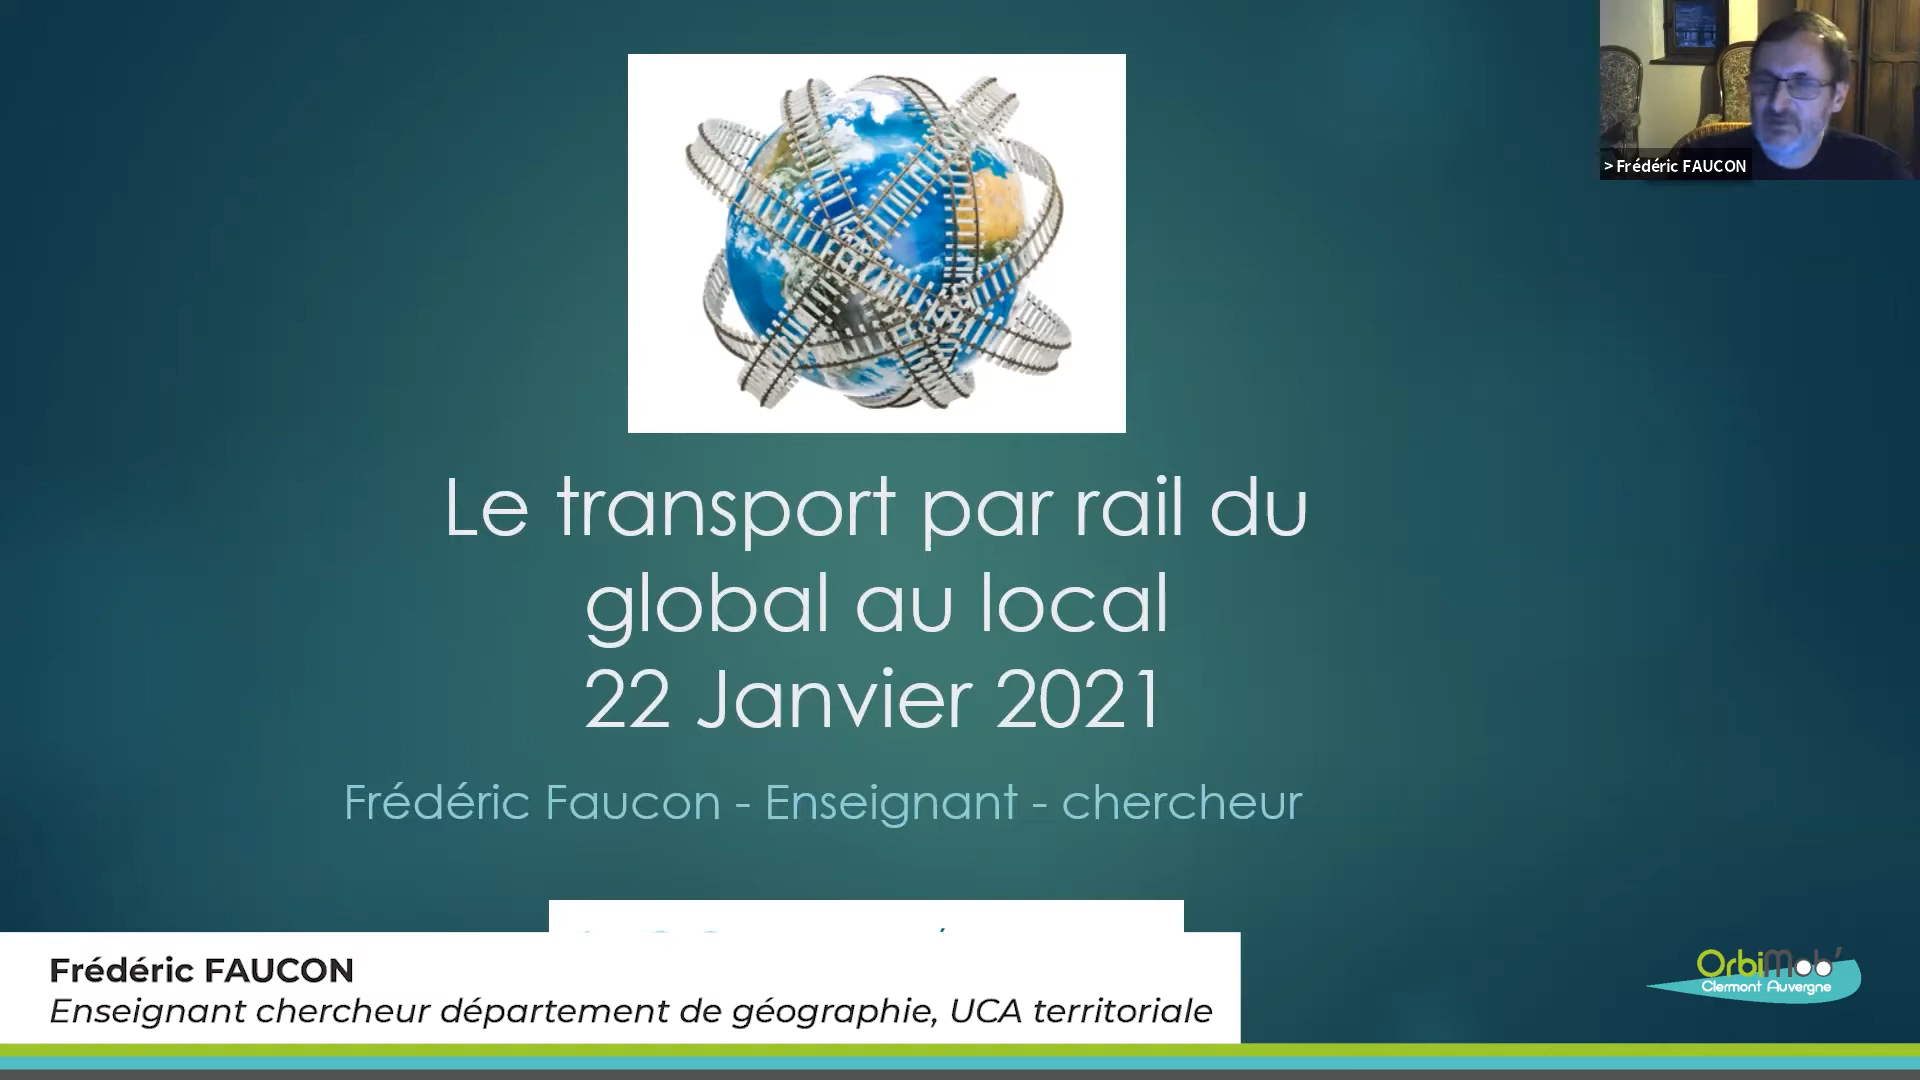 > Frédéric FAUCON
Le transport par rail du
global au local
22 Janvier 2021
Frédéric Faucon - Enseignant - chercheur
Frédéric FAUCON
Enseignant chercheur département de géographie, UCA territoriale
OrbiMob'
Clermont Auvergne